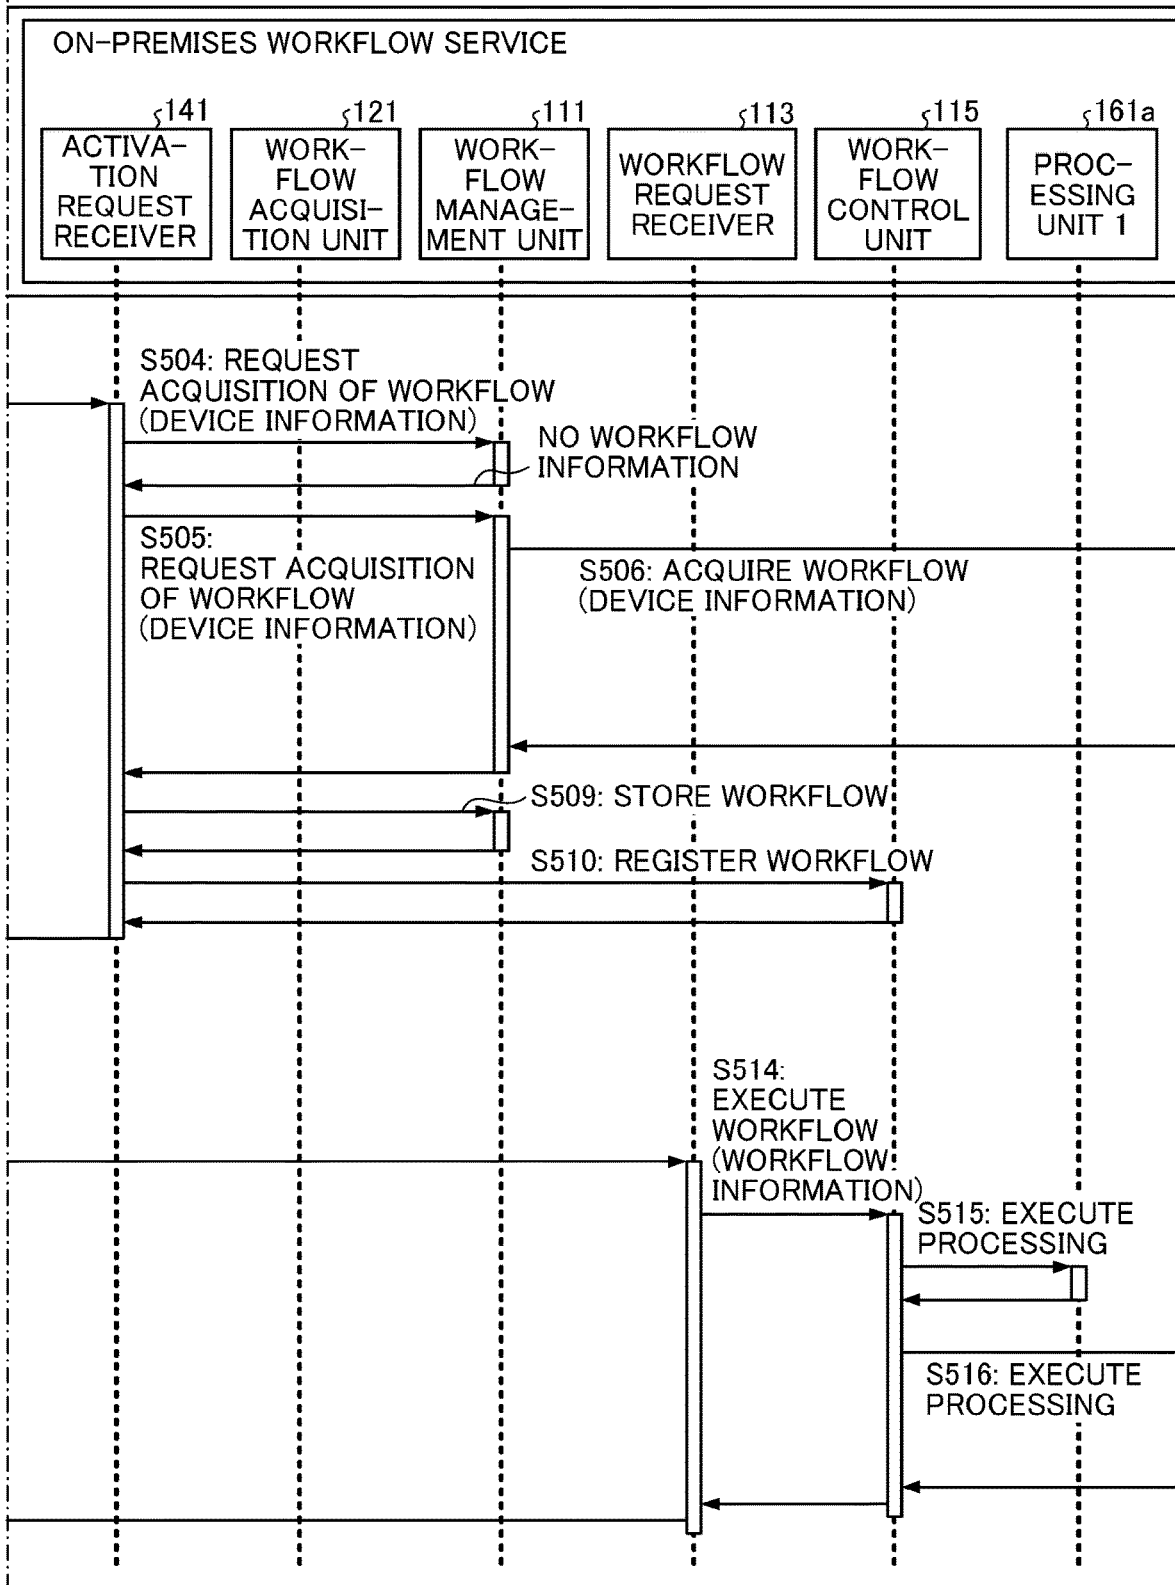 ON-PREMISES WORKFLOW SERVICE
141
121
111
113
115
161a
ACTIVA-
TION
REQUEST
RECEIVER
WORK-
FLOW
ACQUISI-
TION UNIT
WORK-
FLOW
MANAGE-
MENT UNIT
WORKFLOW
REQUEST
RECEIVER
WORK-
FLOW
CONTROL
UNIT
PROC-
ESSING
UNIT 1
S504: REQUEST
ACQUISITION OF WORKFLOW
(DEVICE INFORMATION)
NO WORKFLOW
INFORMATION
S505:
REQUEST ACQUISITION
OF WORKFLOW
(DEVICE INFORMATION)
S506: ACQUIRE WORKFLOW
(DEVICE INFORMATION)
S509: STORE WORKFLOW
S510: REGISTER WORKFLOW
S514:
EXECUTE
WORKFLOW
(WORKFLOW
INFORMATION)
S515: EXECUTE
PROCESSING
S516: EXECUTE
PROCESSING